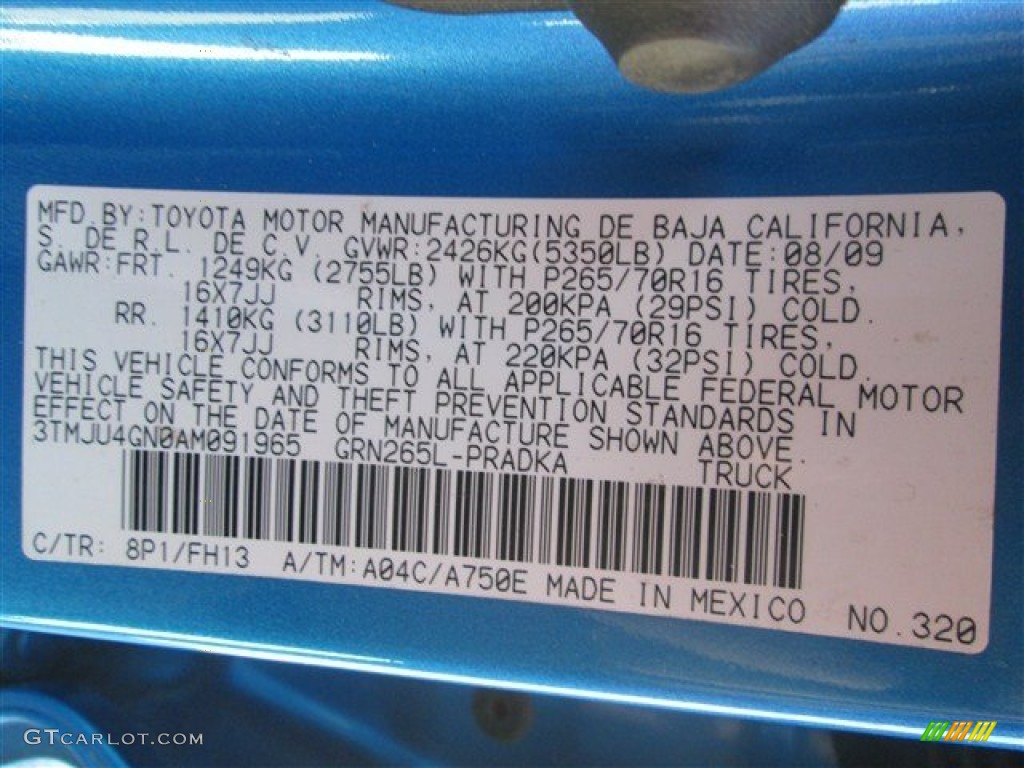 MFD.BY:TOYOTA MOTOR MANUFACTURING DE BAJA CALIFORNIA,
S. DE R.L. DE C.V. GVWR:2426KG(5350LB) DATE:08/09
GAWR:FRT. 1249KG (2755LB) WITH P265/70R16 TIRES,
16X7JJ RIMS, AT 200KPA (29PSI) COLD.
RR. 1410KG (3110LB) WITH P265/70R16 TIRES,
16X7JJ RIMS, AT 220KPA (32PSI) COLD.
THIS VEHICLE CONFORMS TO ALL APPLICABLE FEDERAL MOTOR
VEHICLE SAFETY AND THEFT PREVENTION STANDARDS IN
EFFECT ON THE DATE OF MANUFACTURE SHOWN ABOVE.
3TMJU4GN0AM091965 GRN265L-PRADKA TRUCK
C/TR: 8P1/FH13 A/TM:A04C/A750E MADE IN MEXICO NO.320
GTCARLOT.COM